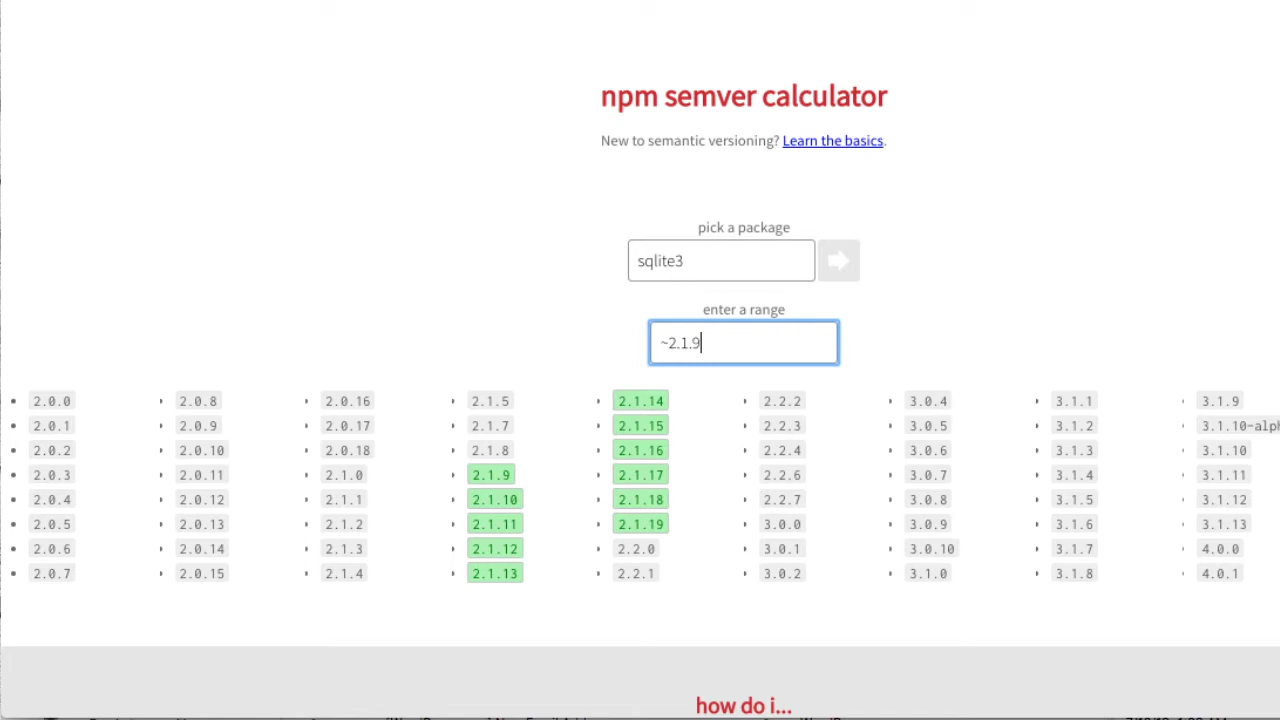 npm semver calculator
New to semantic versioning? Learn the basics.
pick a package
sqlite3
enter a range
~2.1.9
2.0.0 2.0.8 2.0.16 2.1.5 2.1.14 2.2.2 3.0.4 3.1.1 3.1.9
2.0.1 2.0.9 2.0.17 2.1.7 2.1.15 2.2.3 3.0.5 3.1.2 3.1.10-alph
2.0.2 2.0.10 2.0.18 2.1.8 2.1.16 2.2.4 3.0.6 3.1.3 3.1.10
2.0.3 2.0.11 2.1.0 2.1.9 2.1.17 2.2.6 3.0.7 3.1.4 3.1.11
2.0.4 2.0.12 2.1.1 2.1.10 2.1.18 2.2.7 3.0.8 3.1.5 3.1.12
2.0.5 2.0.13 2.1.2 2.1.11 2.1.19 3.0.0 3.0.9 3.1.6 3.1.13
2.0.6 2.0.14 2.1.3 2.1.12 2.2.0 3.0.1 3.0.10 3.1.7 4.0.0
2.0.7 2.0.15 2.1.4 2.1.13 2.2.1 3.0.2 3.1.0 3.1.8 4.0.1
how do i...